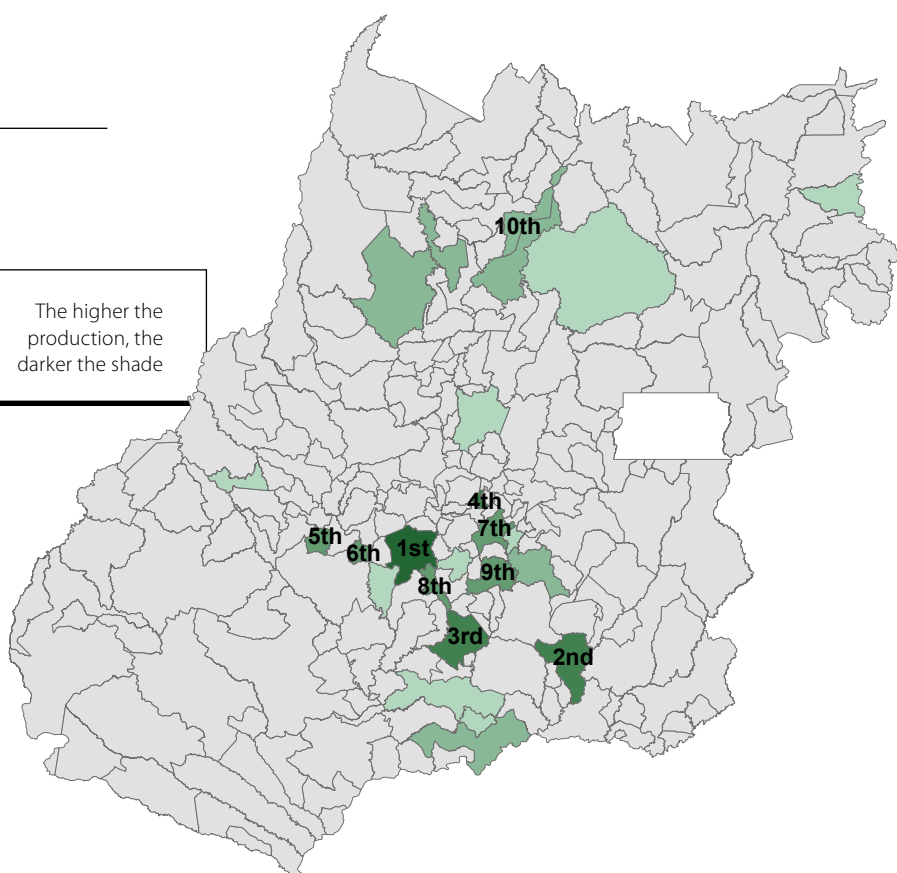 10th
The higher the
production, the
darker the shade
4th
7th
5th
6th
1st
9th
8th
3rd
2nd